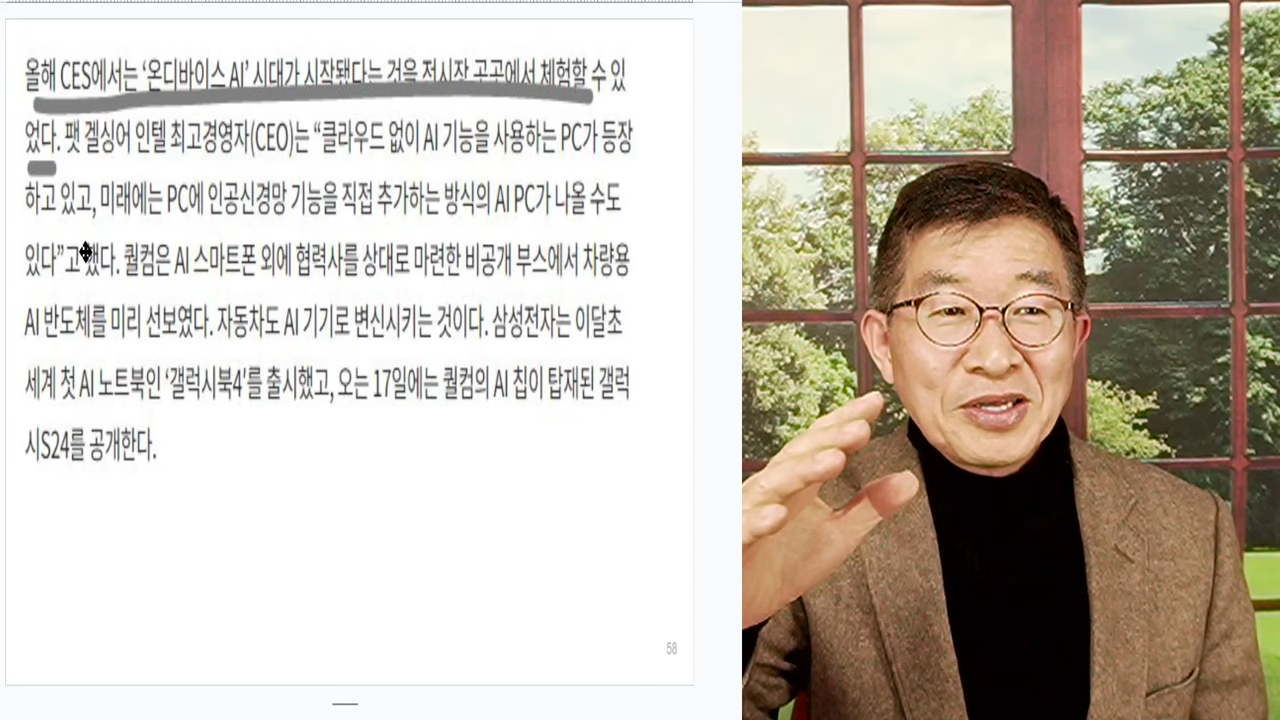 올해 CES에서는 ‘온디바이스 AI’ 시대가 시작됐다는 것을 전시장 곳곳에서 체험할 수 있
었다. 팻 겔싱어 인텔 최고경영자(CEO)는 “클라우드 없이 AI 기능을 사용하는 PC가 등장
하고 있고, 미래에는 PC에 인공신경망 기능을 직접 추가하는 방식의 AI PC가 나올 수도
있다”고 했다. 퀄컴은 AI 스마트폰 외에 협력사를 상대로 마련한 비공개 부스에서 차량용
AI 반도체를 미리 선보였다. 자동차도 AI 기기로 변신시키는 것이다. 삼성전자는 이달초
세계 첫 AI 노트북인 ‘갤럭시북4’를 출시했고, 오는 17일에는 퀄컴의 AI 칩이 탑재된 갤럭
시S24를 공개한다.
58